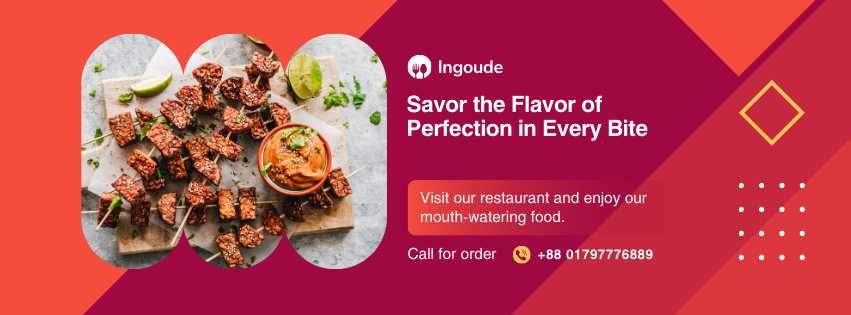 Ingoude
Savor the Flavor of
Perfection in Every Bite
Visit our restaurant and enjoy our
mouth-watering food.
Call for order +88 01797776889